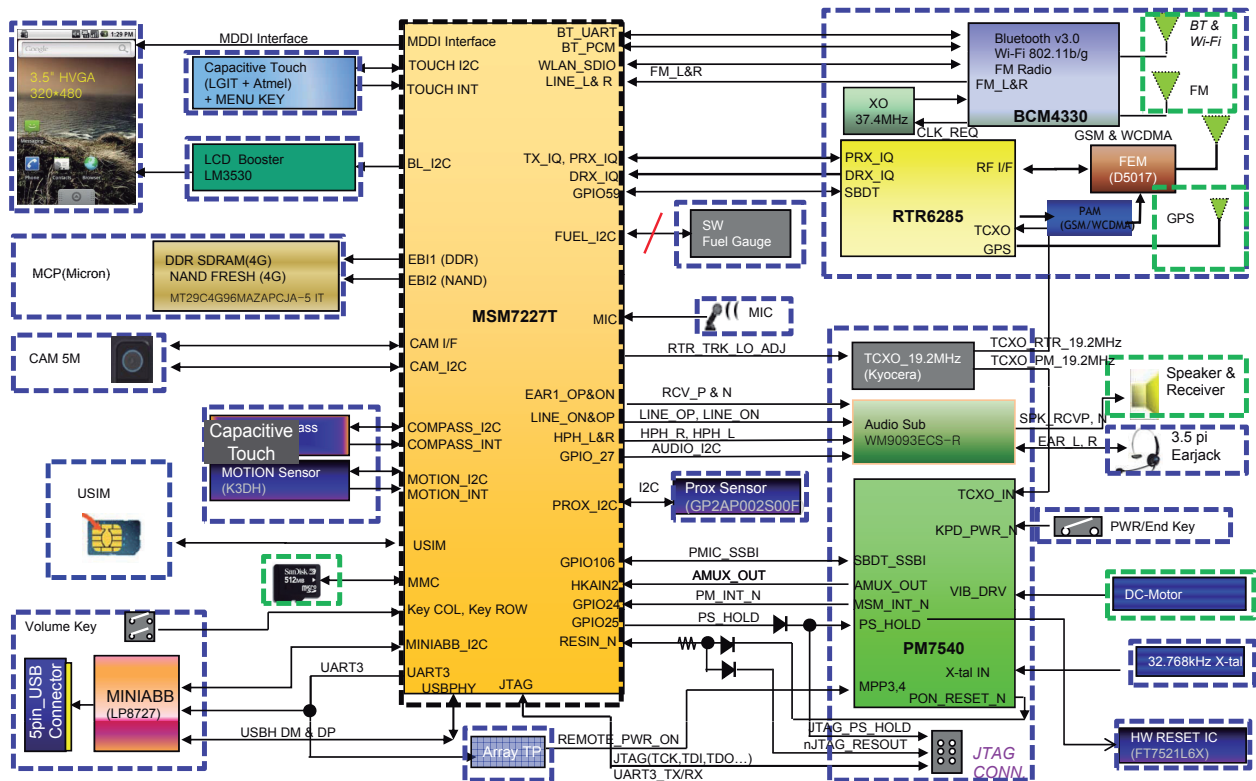 1:29 PM
Google
3.5" HVGA
320*480
Messaging
Phone
Contacts
Browser
MDDI Interface
Capacitive Touch
(LGIT + Atmel)
+ MENU KEY
LCD Booster
LM3530
MCP(Micron)
DDR SDRAM(4G)
NAND FRESH (4G)
MT29C4G96MAZAPCJA-5 IT
CAM 5M
Capacitive
Touch
ass
MOTION Sensor
(K3DH)
USIM
SanDisk
512MB
Volume Key
5pin_USB
Connector
MINIABB
(LP8727)
UART3
USBH DM & DP
MDDI Interface
TOUCH I2C
TOUCH INT
BL_I2C
EBI1 (DDR)
EBI2 (NAND)
MSM7227T
CAM I/F
CAM_I2C
COMPASS_I2C
COMPASS_INT
MOTION_I2C
MOTION_INT
USIM
MMC
Key COL, Key ROW
MINIABB_I2C
UART3
USBPHY
JTAG
BT_UART
BT_PCM
WLAN_SDIO
LINE_L& R
TX_IQ, PRX_IQ
DRX_IQ
GPIO59
FUEL_I2C
MIC
EAR1_OP&ON
LINE_ON&OP
HPH_L&R
GPIO_27
PROX_I2C
GPIO106
HKAIN2
GPIO24
GPIO25
RESIN_N
FM_L&R
Bluetooth v3.0
Wi-Fi 802.11b/g
FM Radio
FM_L&R
BCM4330
BT &
Wi-Fi
FM
XO
37.4MHz
CLK_REQ
GSM & WCDMA
PRX_IQ
DRX_IQ
SBDT
RF I/F
RTR6285
TCXO
GPS
FEM
(D5017)
PAM
(GSM/WCDMA)
GPS
SW
Fuel Gauge
MIC
RTR_TRK_LO_ADJ
TCXO_19.2MHz
(Kyocera)
TCXO_RTR_19.2MHz
TCXO_PM_19.2MHz
RCV_P & N
LINE_OP, LINE_ON
HPH_R, HPH_L
AUDIO_I2C
Audio Sub
WM9093ECS-R
SPK_RCVP, N
EAR_L, R
Speaker &
Receiver
3.5 pi
Earjack
I2C
Prox Sensor
(GP2AP002S00F
PMIC_SSBI
AMUX_OUT
PM_INT_N
PS_HOLD
TCXO_IN
KPD_PWR_N
SBDT_SSBI
AMUX_OUT
VIB_DRV
MSM_INT_N
PS_HOLD
PM7540
X-tal IN
MPP3,4
PON_RESET_N
PWR/End Key
DC-Motor
32.768kHz X-tal
HW RESET IC
(FT7521L6X)
Array TP
REMOTE_PWR_ON
JTAG_PS_HOLD
nJTAG_RESOUT
JTAG(TCK,TDI,TDO...)
UART3_TX/RX
JTAG
CONN.